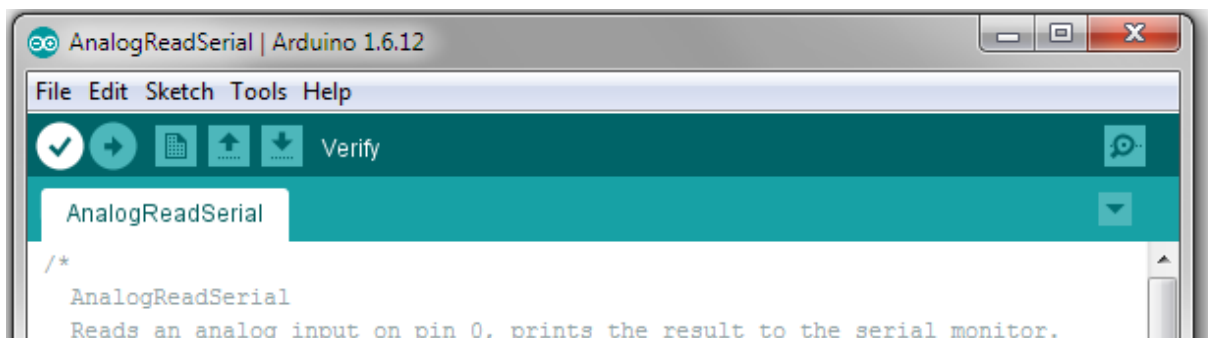 AnalogReadSerial | Arduino 1.6.12
File Edit Sketch Tools Help
Verify
AnalogReadSerial
/*
AnalogReadSerial
Reads an analog input on pin 0, prints the result to the serial monitor.